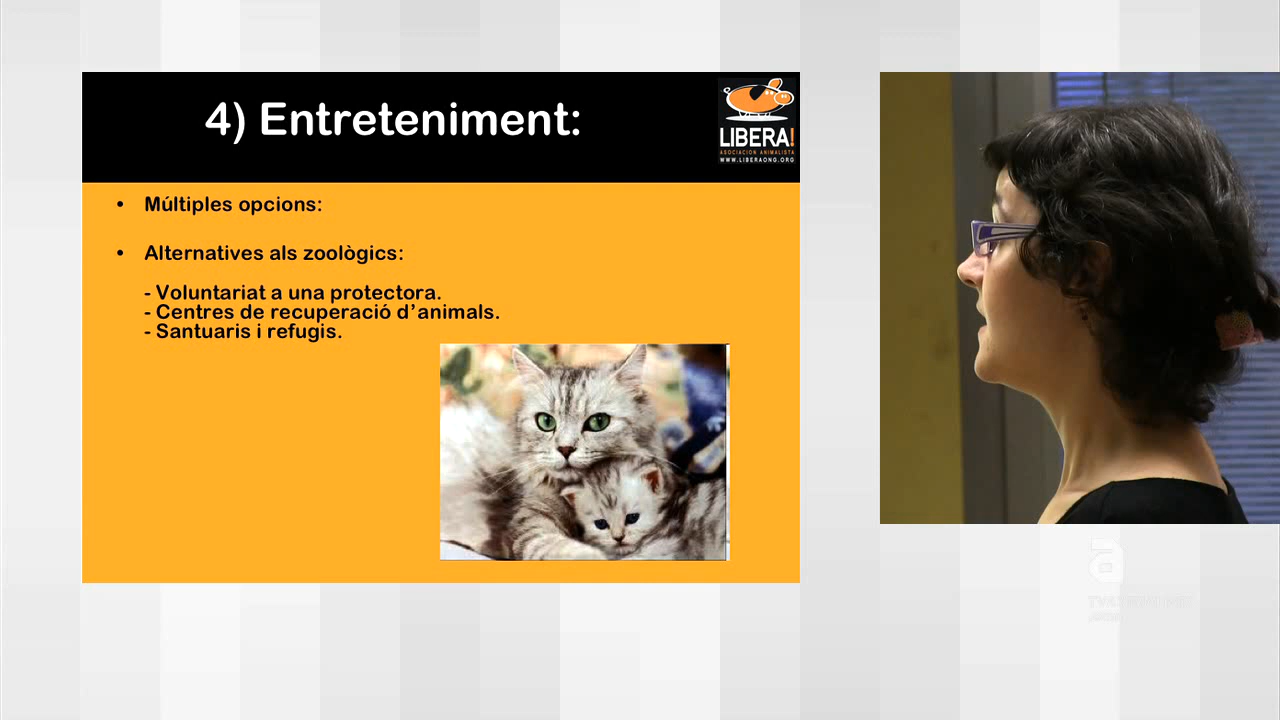 4) Entreteniment:
LIBERA!
ASOCIACION ANIMALISTA
WWW.LIBERAONG.ORG
• Múltiples opcions:
• Alternatives als zoològics:
- Voluntariat a una protectora.
- Centres de recuperació d’animals.
- Santuaris i refugis.
a